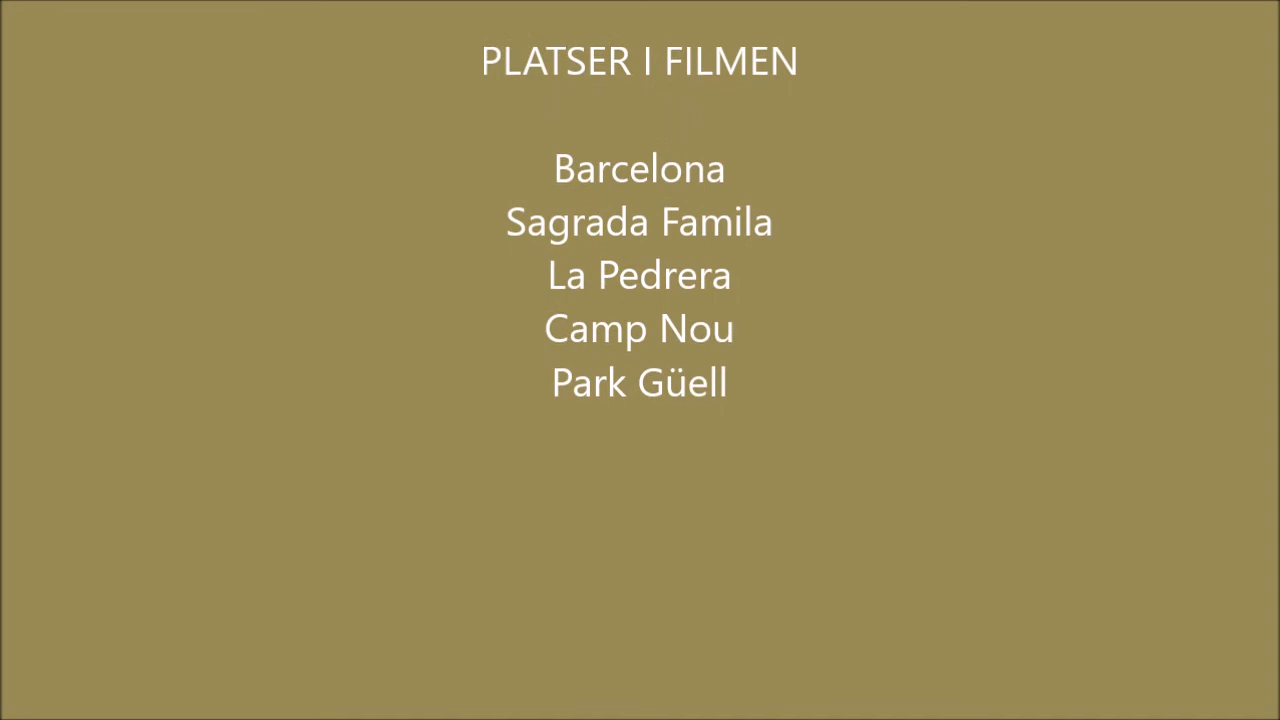 PLATSER I FILMEN
Barcelona
Sagrada Famila
La Pedrera
Camp Nou
Park Güell